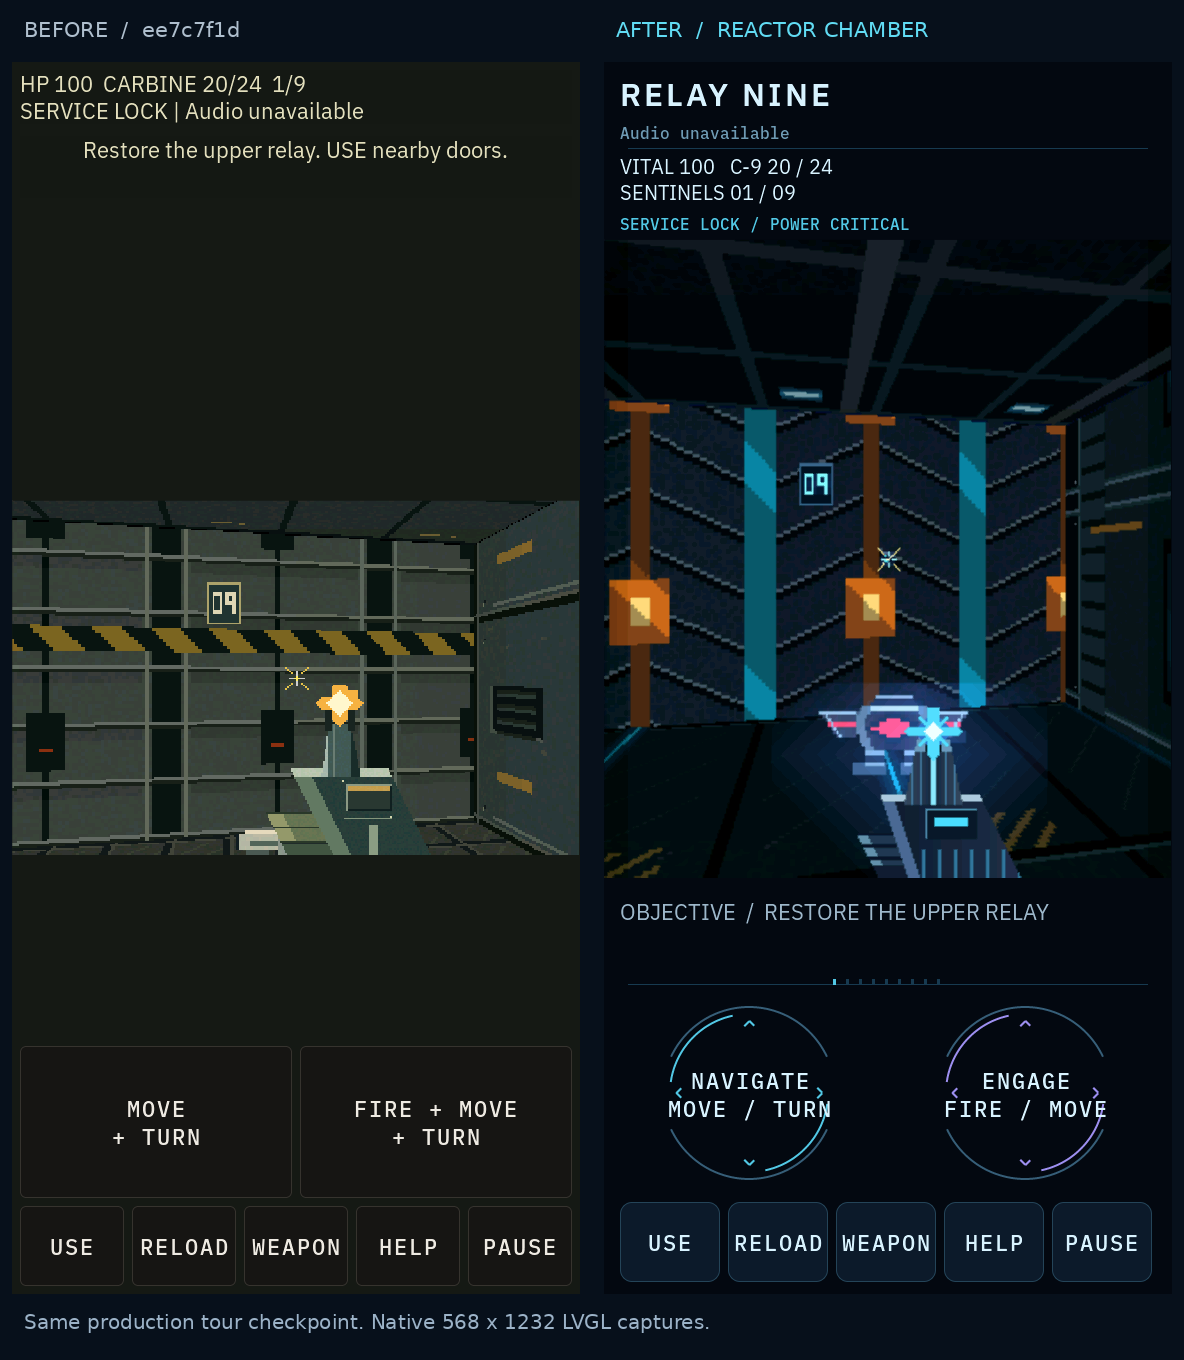 BEFORE / ee7c7f1d
HP 100 CARBINE 20/24 1/9
SERVICE LOCK | Audio unavailable
Restore the upper relay. USE nearby doors.
09
MOVE
+ TURN
FIRE + MOVE
+ TURN
USE
RELOAD
WEAPON
HELP
PAUSE
AFTER / REACTOR CHAMBER
RELAY NINE
Audio unavailable
VITAL 100 C-9 20 / 24
SENTINELS 01 / 09
SERVICE LOCK / POWER CRITICAL
09
OBJECTIVE / RESTORE THE UPPER RELAY
NAVIGATE
MOVE / TURN
ENGAGE
FIRE / MOVE
USE
RELOAD
WEAPON
HELP
PAUSE
Same production tour checkpoint. Native 568 x 1232 LVGL captures.